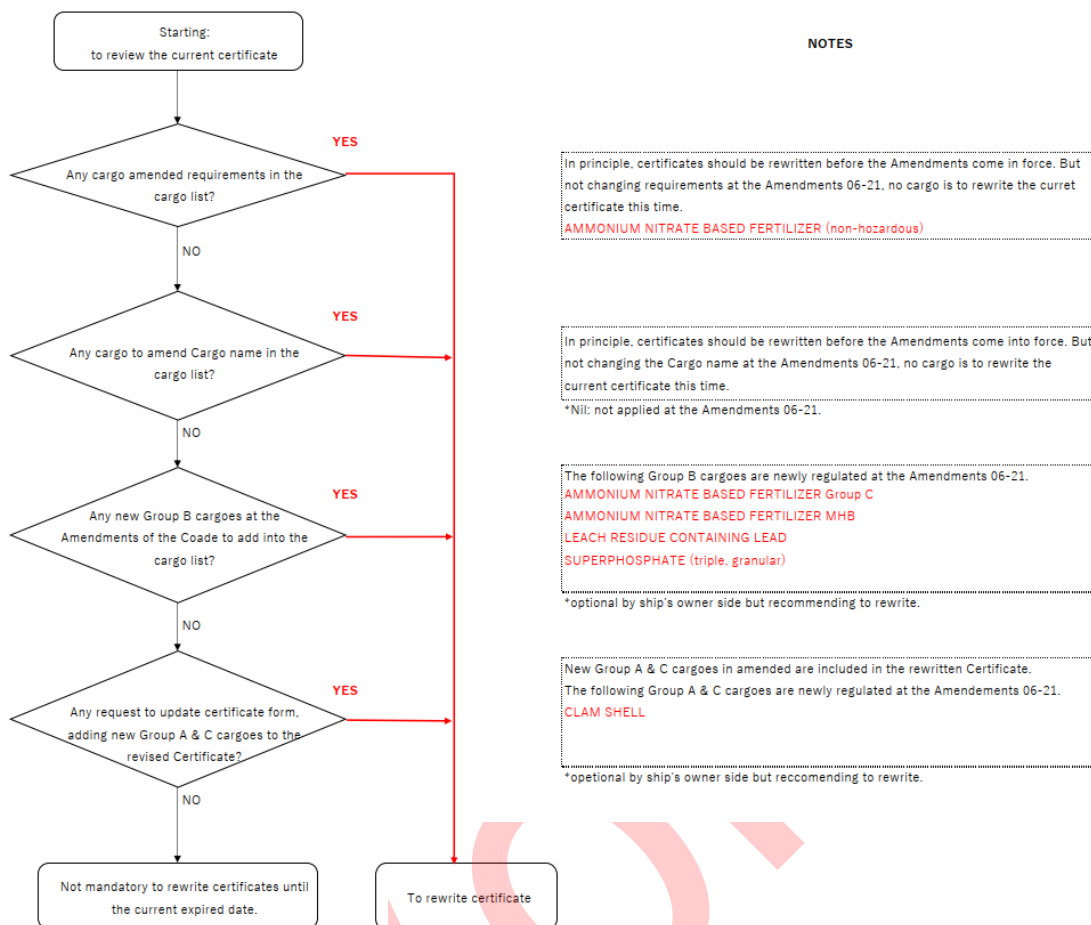 Starting:
to review the current certificate
NOTES
YES
Any cargo amended requirements in the
cargo list?
In principle, certificates should be rewritten before the Amendments come in force. But
not changing requirements at the Amendments 06-21, no cargo is to rewrite the curret
certificate this time.
AMMONIUM NITRATE BASED FERTILIZER (non-hozardous)
NO
YES
Any cargo to amend Cargo name in the
cargo list?
In principle, certificates should be rewritten before the Amendments come into force. But
not changing the Cargo name at the Amendments 06-21, no cargo is to rewrite the
current certificate this time.
*Nil: not applied at the Amendments 06-21.
NO
YES
Any new Group B cargoes at the
Amendments of the Coade to add into the
cargo list?
The following Group B cargoes are newly regulated at the Amendments 06-21.
AMMONIUM NITRATE BASED FERTILIZER Group C
AMMONIUM NITRATE BASED FERTILIZER MHB
LEACH RESIDUE CONTAINING LEAD
SUPERPHOSPHATE (triple, granular)
*optional by ship's owner side but recommending to rewrite.
NO
YES
Any request to update certificate form,
adding new Group A & C cargoes to the
revised Certificate?
New Group A & C cargoes in amended are included in the rewritten Certificate.
The following Group A & C cargoes are newly regulated at the Amendements 06-21.
CLAM SHELL
*opetional by ship's owner side but reccomending to rewrite.
NO
Not mandatory to rewrite certificates until
the current expired date.
To rewrite certificate